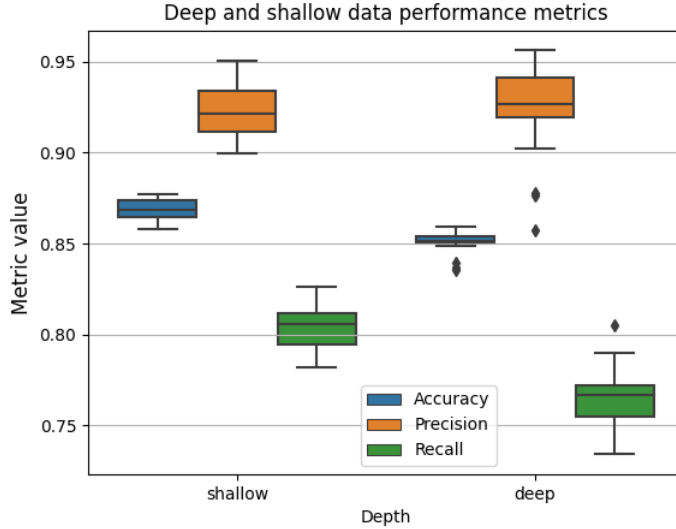 Deep and shallow data performance metrics
Metric value
0.95
0.90
0.85
0.80
0.75
Accuracy
Precision
Recall
shallow
deep
Depth